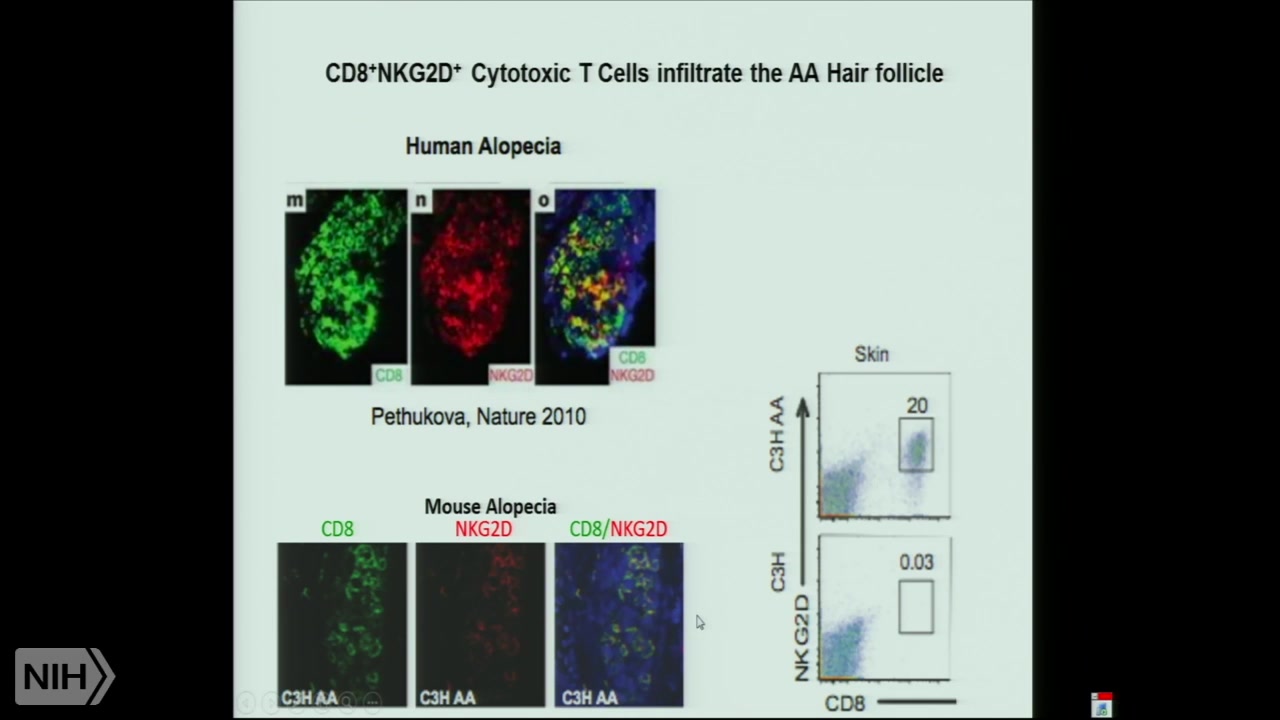 CD8⁺NKG2D⁺ Cytotoxic T Cells infiltrate the AA Hair follicle
Human Alopecia
m
n
o
CD8
NKG2D
CD8
NKG2D
Pethukova, Nature 2010
Mouse Alopecia
CD8
NKG2D
CD8/NKG2D
C3H AA
C3H AA
C3H AA
Skin
C3H AA
20
C3H
0.03
NKG2D
CD8
NIH